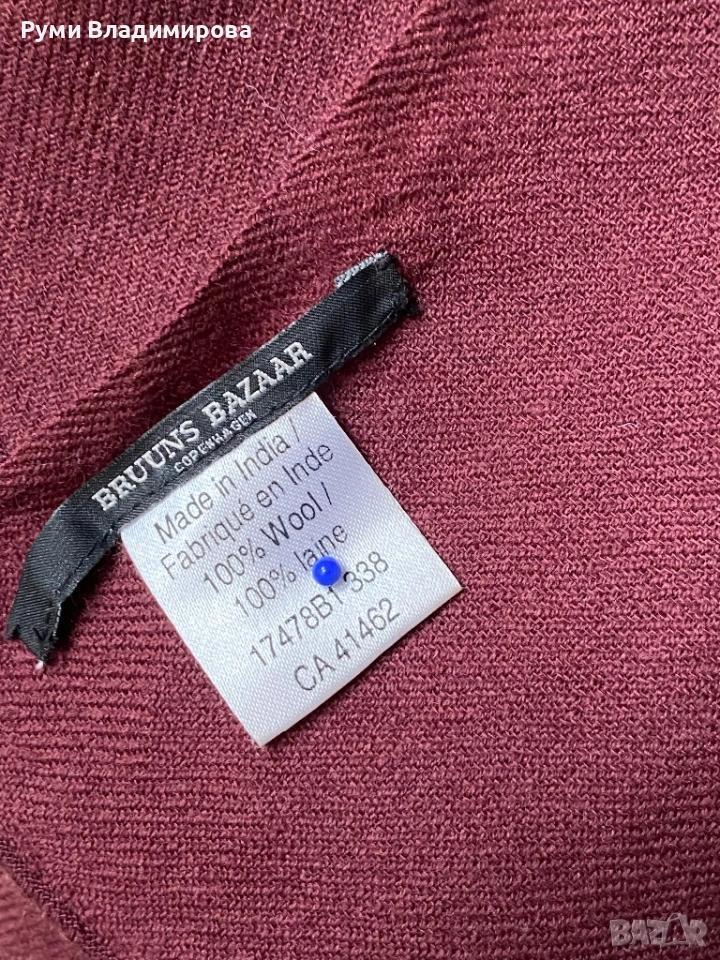 Руми Владимирова
BRUUNS BAZAAR
COPENHAGEN
Made in India /
Fabriqué en Inde
100% Wool /
100% laine
17478B1 338
CA 41462
BAZAR